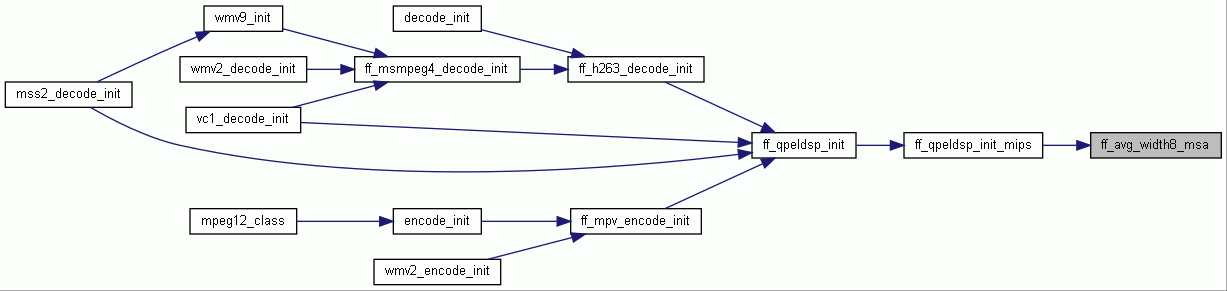 wmv9_init
decode_init
wmv2_decode_init
ff_msmpeg4_decode_init
ff_h263_decode_init
mss2_decode_init
vc1_decode_init
ff_qpeldsp_init
ff_qpeldsp_init_mips
ff_avg_width8_msa
mpeg12_class
encode_init
ff_mpv_encode_init
wmv2_encode_init